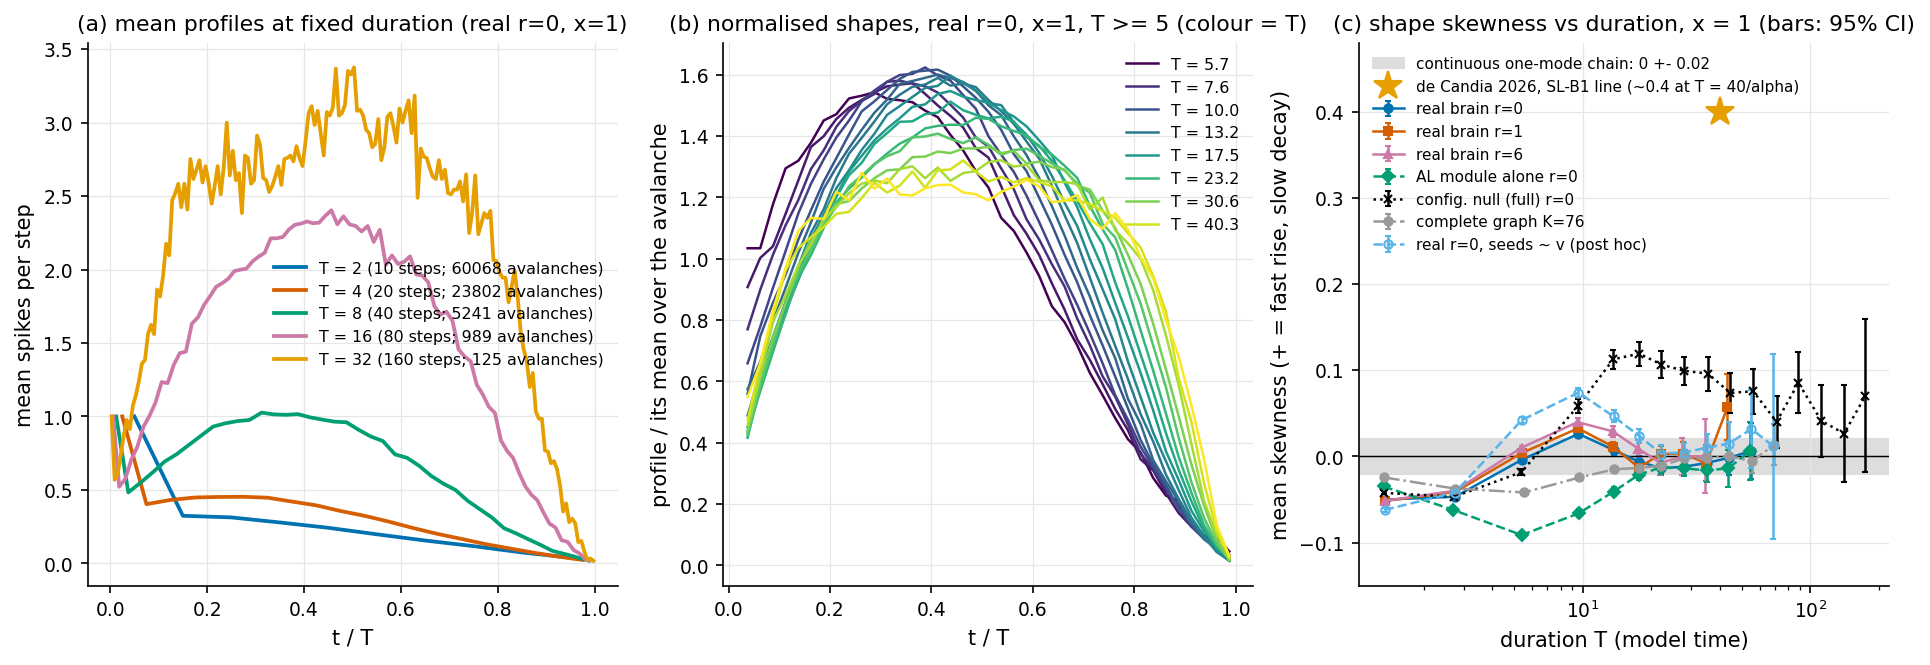 (a) mean profiles at fixed duration (real r=0, x=1)
mean spikes per step
3.5
3.0
2.5
2.0
1.5
1.0
0.5
0.0
T = 2 (10 steps; 60068 avalanches)
T = 4 (20 steps; 23802 avalanches)
T = 8 (40 steps; 5241 avalanches)
T = 16 (80 steps; 989 avalanches)
T = 32 (160 steps; 125 avalanches)
0.0 0.2 0.4 0.6 0.8 1.0
t / T
(b) normalised shapes, real r=0, x=1, T >= 5 (colour = T)
profile / its mean over the avalanche
1.6
1.4
1.2
1.0
0.8
0.6
0.4
0.2
0.0
T = 5.7
T = 7.6
T = 10.0
T = 13.2
T = 17.5
T = 23.2
T = 30.6
T = 40.3
0.0 0.2 0.4 0.6 0.8 1.0
t / T
(c) shape skewness vs duration, x = 1 (bars: 95% CI)
mean skewness (+ = fast rise, slow decay)
0.4
0.3
0.2
0.1
0.0
−0.1
continuous one-mode chain: 0 +- 0.02
de Candia 2026, SL-B1 line (~0.4 at T = 40/alpha)
real brain r=0
real brain r=1
real brain r=6
AL module alone r=0
config. null (full) r=0
complete graph K=76
real r=0, seeds ~ v (post hoc)
10¹ 10²
duration T (model time)